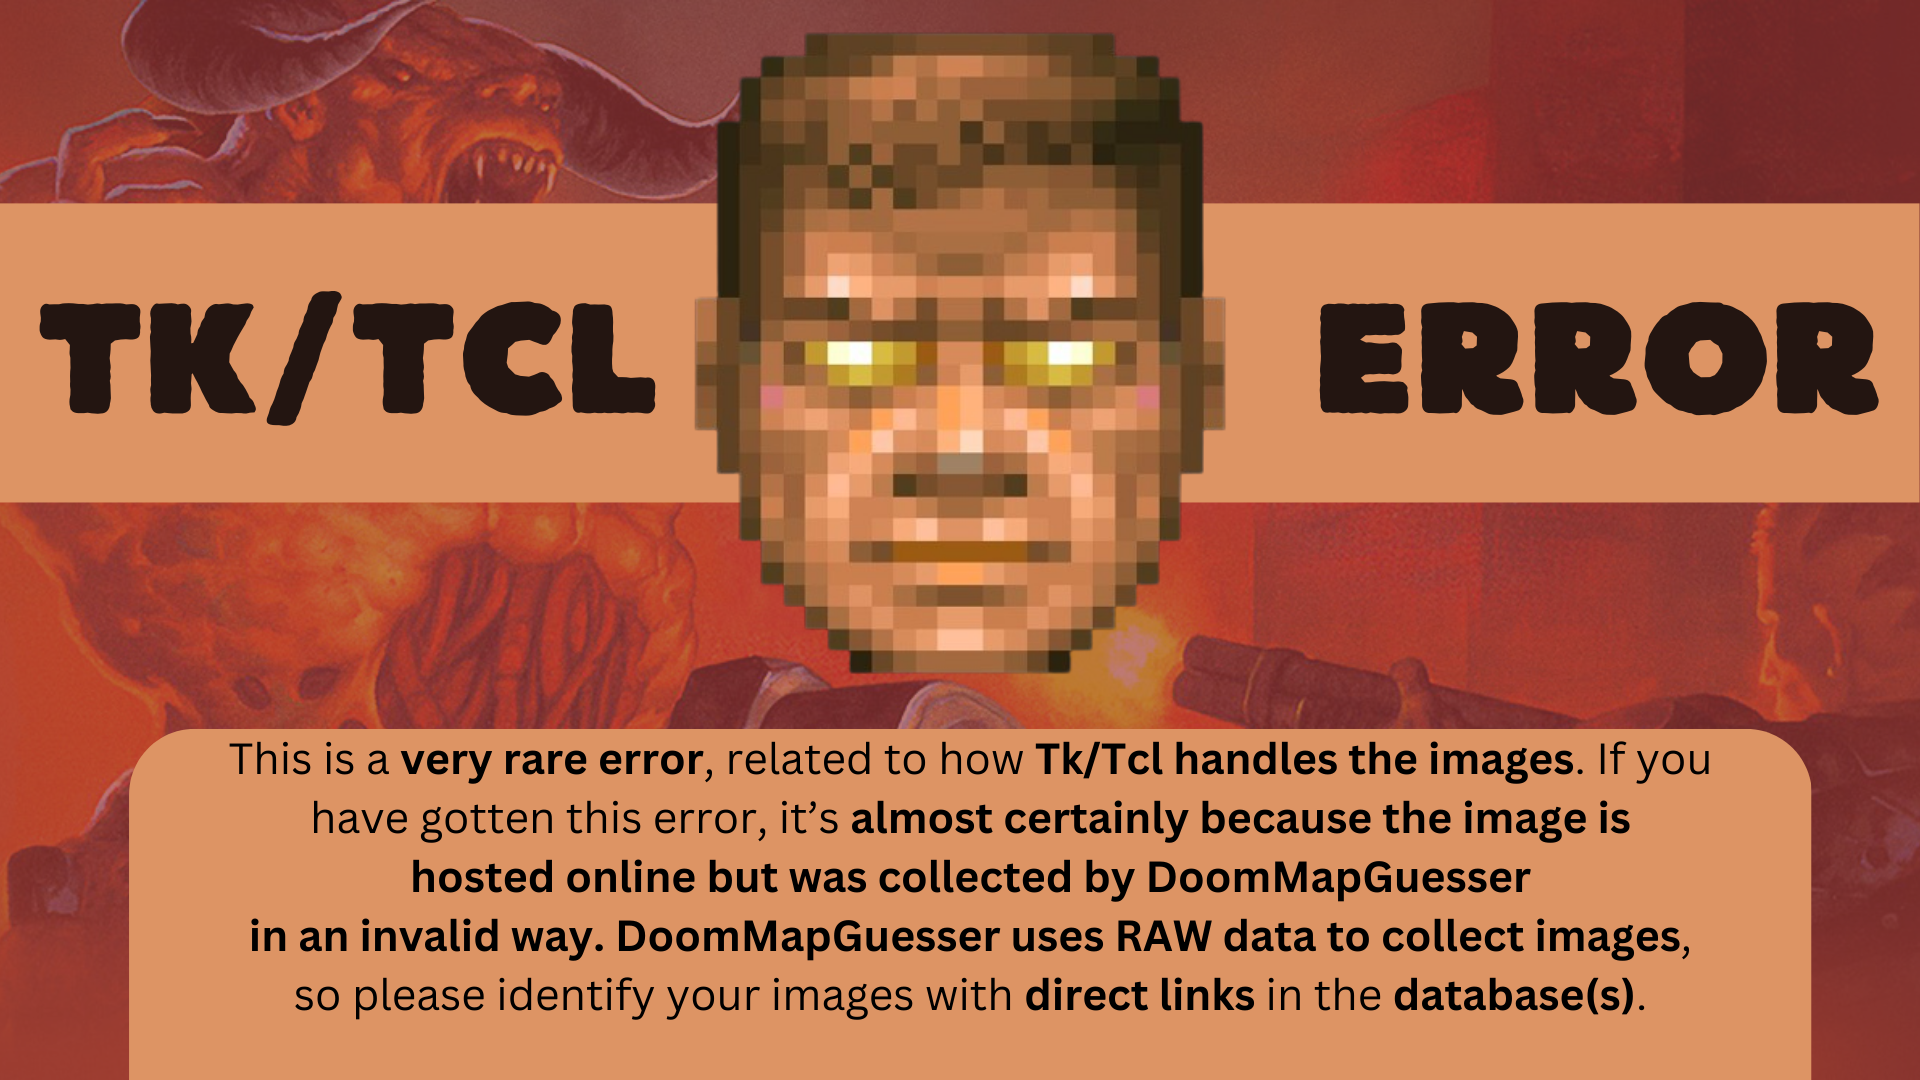 TK/TCL ERROR
This is a very rare error, related to how Tk/Tcl handles the images. If you
have gotten this error, it’s almost certainly because the image is
hosted online but was collected by DoomMapGuesser
in an invalid way. DoomMapGuesser uses RAW data to collect images,
so please identify your images with direct links in the database(s).